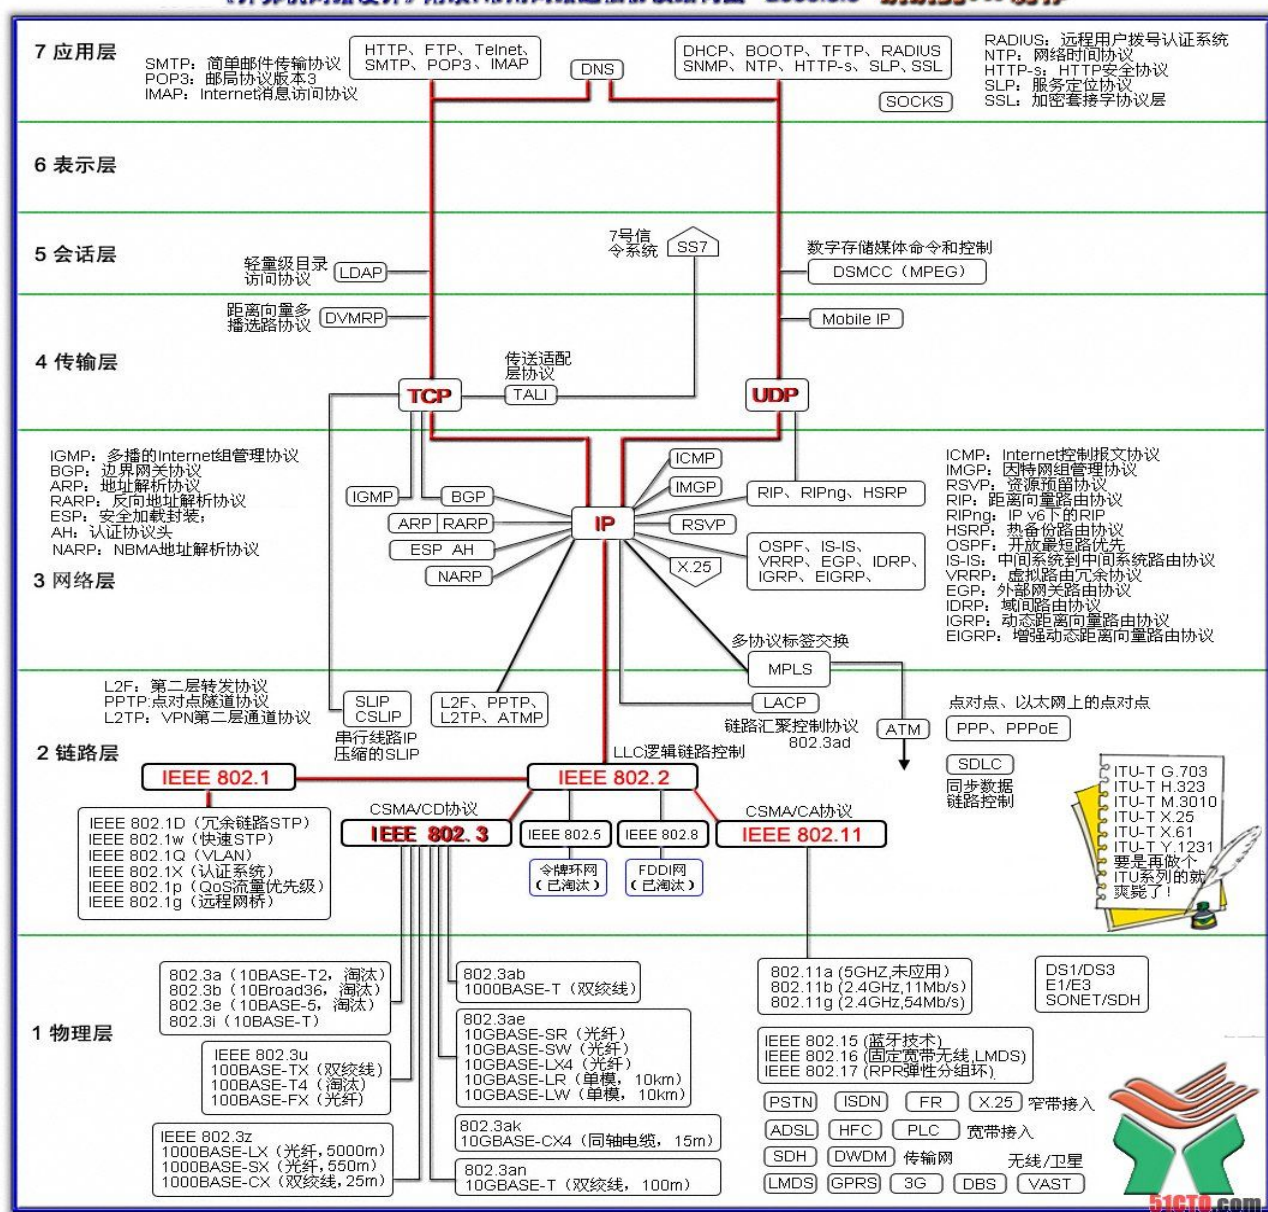 7 应用层
SMTP：简单邮件传输协议
POP3：邮局协议版本3
IMAP：Internet消息访问协议
HTTP、FTP、Telnet、
SMTP、POP3、IMAP
DNS
DHCP、BOOTP、TFTP、RADIUS
SNMP、NTP、HTTP-s、SLP、SSL
SOCKS
RADIUS：远程用户拨号认证系统
NTP：网络时间协议
HTTP-s：HTTP安全协议
SLP：服务定位协议
SSL：加密套接字协议层
6 表示层
5 会话层
轻量级目录
访问协议
LDAP
7号信
令系统
SS7
数字存储媒体命令和控制
DSMCC（MPEG）
4 传输层
距离向量多
播选路协议
DVMRP
Mobile IP
传送适配
层协议
TCP
TALI
UDP
3 网络层
IGMP：多播的Internet组管理协议
BGP：边界网关协议
ARP：地址解析协议
RARP：反向地址解析协议
ESP：安全加载封装；
AH：认证协议头
NARP：NBMA地址解析协议
IGMP
BGP
ARP
RARP
ESP AH
NARP
IP
ICMP
IMGP
RIP、RIPng、HSRP
RSVP
X.25
OSPF、IS-IS、
VRRP、EGP、IDRP、
IGRP、EIGRP、
ICMP：Internet控制报文协议
IMGP：因特网组管理协议
RSVP：资源预留协议
RIP：距离向量路由协议
RIPng：IP v6下的RIP
HSRP：热备份路由协议
OSPF：开放最短路优先
IS-IS：中间系统到中间系统路由协议
VRRP：虚拟路由冗余协议
EGP：外部网关路由协议
IDRP：域间路由协议
IGRP：动态距离向量路由协议
EIGRP：增强动态距离向量路由协议
多协议标签交换
MPLS
2 链路层
L2F：第二层转发协议
PPTP:点对点隧道协议
L2TP：VPN第二层通道协议
SLIP
CSLIP
串行线路IP
压缩的SLIP
L2F、PPTP、
L2TP、ATMP
LACP
链路汇聚控制协议
802.3ad
ATM
点对点、以太网上的点对点
PPP、PPPoE
SDLC
同步数据
链路控制
LLC逻辑链路控制
IEEE 802.1
IEEE 802.2
IEEE 802.1D（冗余链路STP）
IEEE 802.1w（快速STP）
IEEE 802.1Q（VLAN）
IEEE 802.1X（认证系统）
IEEE 802.1p（QoS流量优先级）
IEEE 802.1g（远程网桥）
CSMA/CD协议
IEEE 802.3
IEEE 802.5
令牌环网
（已淘汰）
IEEE 802.8
FDDI网
（已淘汰）
CSMA/CA协议
IEEE 802.11
ITU-T G.703
ITU-T H.323
ITU-T M.3010
ITU-T X.25
ITU-T X.61
ITU-T Y.1231
要是再做个
ITU系列的就
爽毙了！
1 物理层
802.3a（10BASE-T2，淘汰）
802.3b（10Broad36，淘汰）
802.3e（10BASE-5，淘汰）
802.3i（10BASE-T）
IEEE 802.3u
100BASE-TX（双绞线）
100BASE-T4（淘汰）
100BASE-FX（光纤）
IEEE 802.3z
1000BASE-LX（光纤,5000m）
1000BASE-SX（光纤,550m）
1000BASE-CX（双绞线,25m）
802.3ab
1000BASE-T（双绞线）
802.3ae
10GBASE-SR（光纤）
10GBASE-SW（光纤）
10GBASE-LX4（光纤）
10GBASE-LR（单模，10km）
10GBASE-LW（单模，10km）
802.3ak
10GBASE-CX4（同轴电缆，15m）
802.3an
10GBASE-T（双绞线，100m）
802.11a (5GHZ,未应用)
802.11b (2.4GHZ,11Mb/s)
802.11g (2.4GHZ,54Mb/s)
DS1/DS3
E1/E3
SONET/SDH
IEEE 802.15 (蓝牙技术)
IEEE 802.16 (固定宽带无线,LMDS)
IEEE 802.17 (RPR弹性分组环)
PSTN ISDN FR X.25 窄带接入
ADSL HFC PLC 宽带接入
SDH DWDM 传输网 无线/卫星
LMDS GPRS 3G DBS VAST
51CTO.com